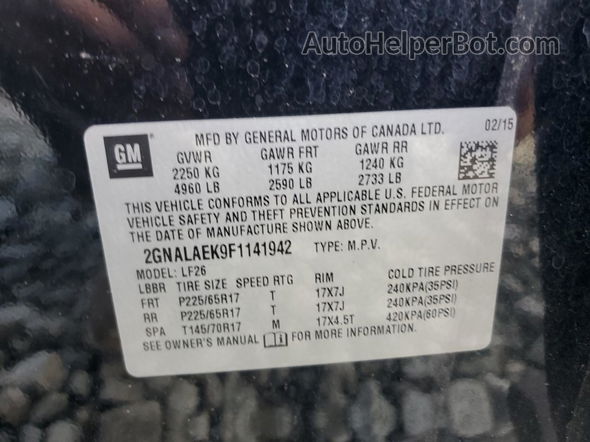 AutoHelperBot.com
GM
MFD BY GENERAL MOTORS OF CANADA LTD. 02/15
GVWR GAWR FRT GAWR RR
2250 KG 1175 KG 1240 KG
4960 LB 2590 LB 2733 LB
THIS VEHICLE CONFORMS TO ALL APPLICABLE U.S. FEDERAL MOTOR
VEHICLE SAFETY AND THEFT PREVENTION STANDARDS IN EFFECT ON
THE DATE OF MANUFACTURE SHOWN ABOVE.
2GNALAEK9F1141942 TYPE: M.P.V.
MODEL: LF26
LBBR TIRE SIZE SPEED RTG RIM COLD TIRE PRESSURE
FRT P225/65R17 T 17X7J 240KPA(35PSI)
RR P225/65R17 T 17X7J 240KPA(35PSI)
SPA T145/70R17 M 17X4.5T 420KPA(60PSI)
SEE OWNER'S MANUAL FOR MORE INFORMATION.